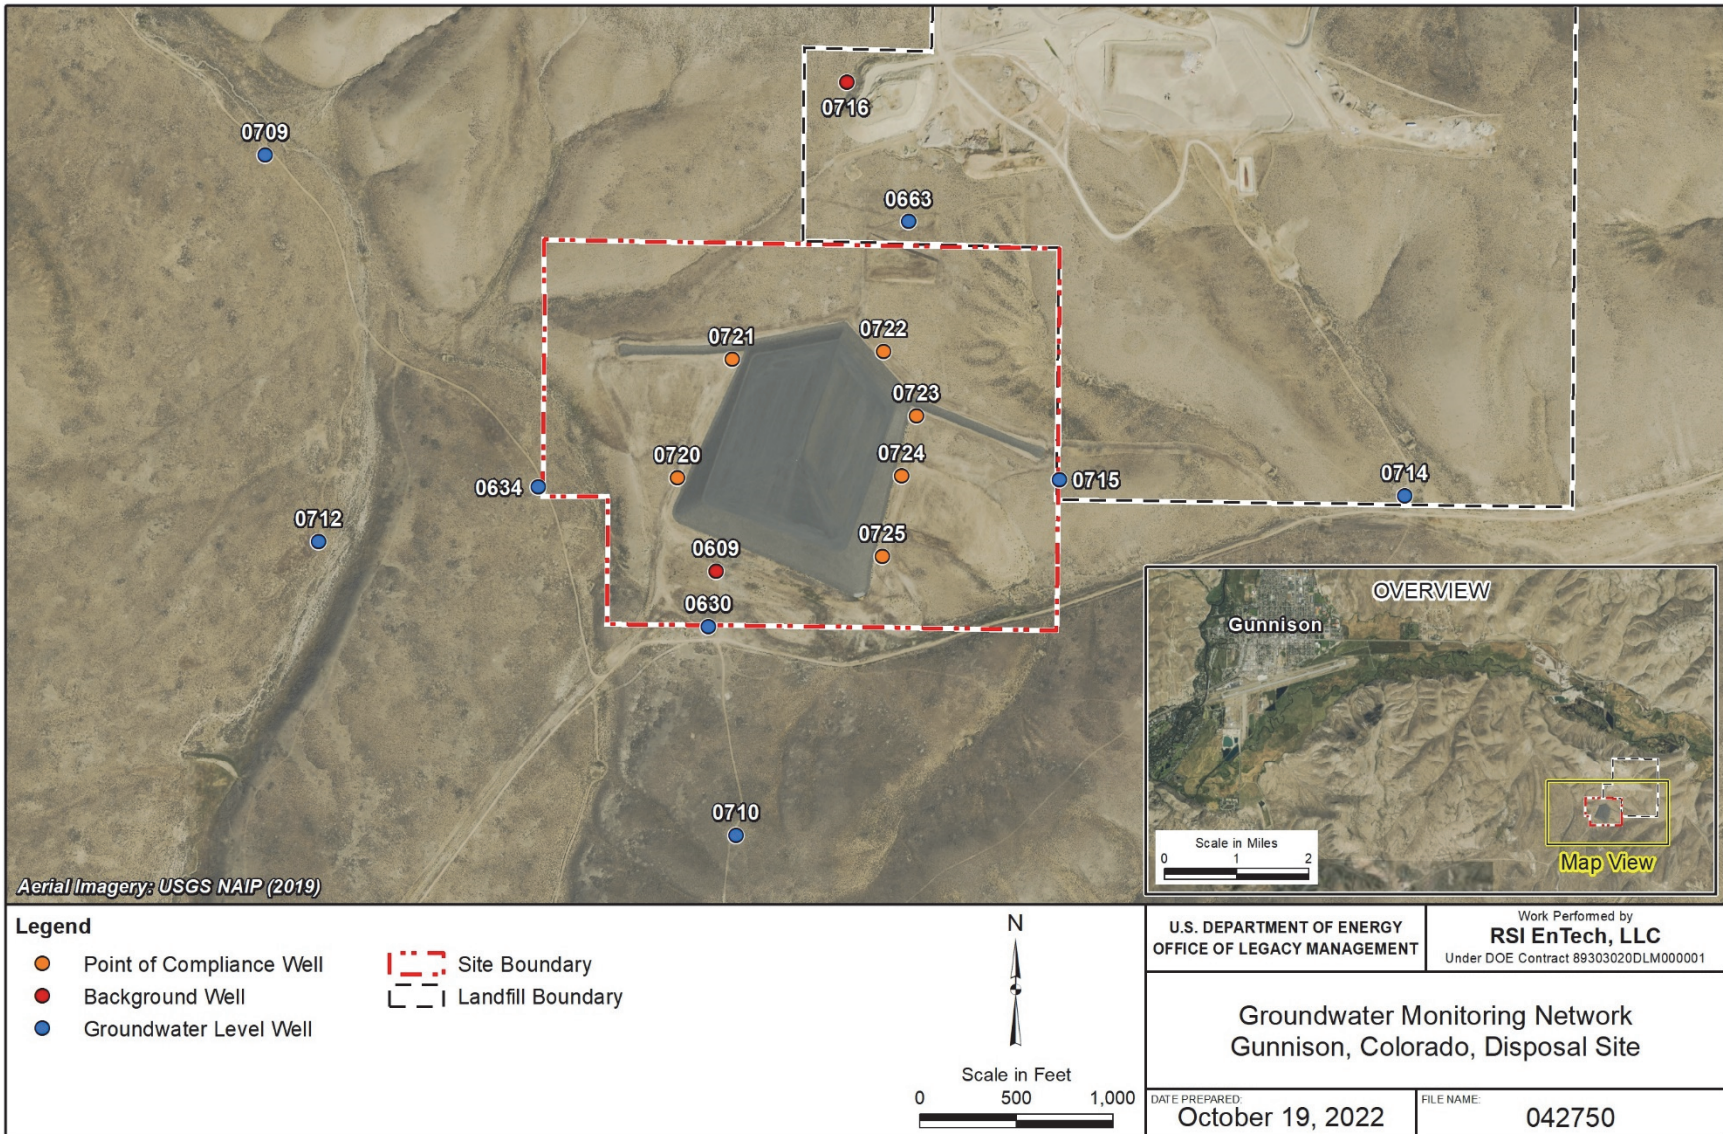 0716
0709
0663
0721
0722
0723
0720
0724
0634
0715
0714
0712
0609
0725
0630
0710
Aerial Imagery: USGS NAIP (2019)
OVERVIEW
Gunnison
Scale in Miles
0 1 2
Map View
Legend
Point of Compliance Well
Background Well
Groundwater Level Well
Site Boundary
Landfill Boundary
N
Scale in Feet
0 500 1,000
U.S. DEPARTMENT OF ENERGY
OFFICE OF LEGACY MANAGEMENT
Work Performed by
RSI EnTech, LLC
Under DOE Contract 89303020DLM000001
Groundwater Monitoring Network
Gunnison, Colorado, Disposal Site
DATE PREPARED:
October 19, 2022
FILE NAME:
042750